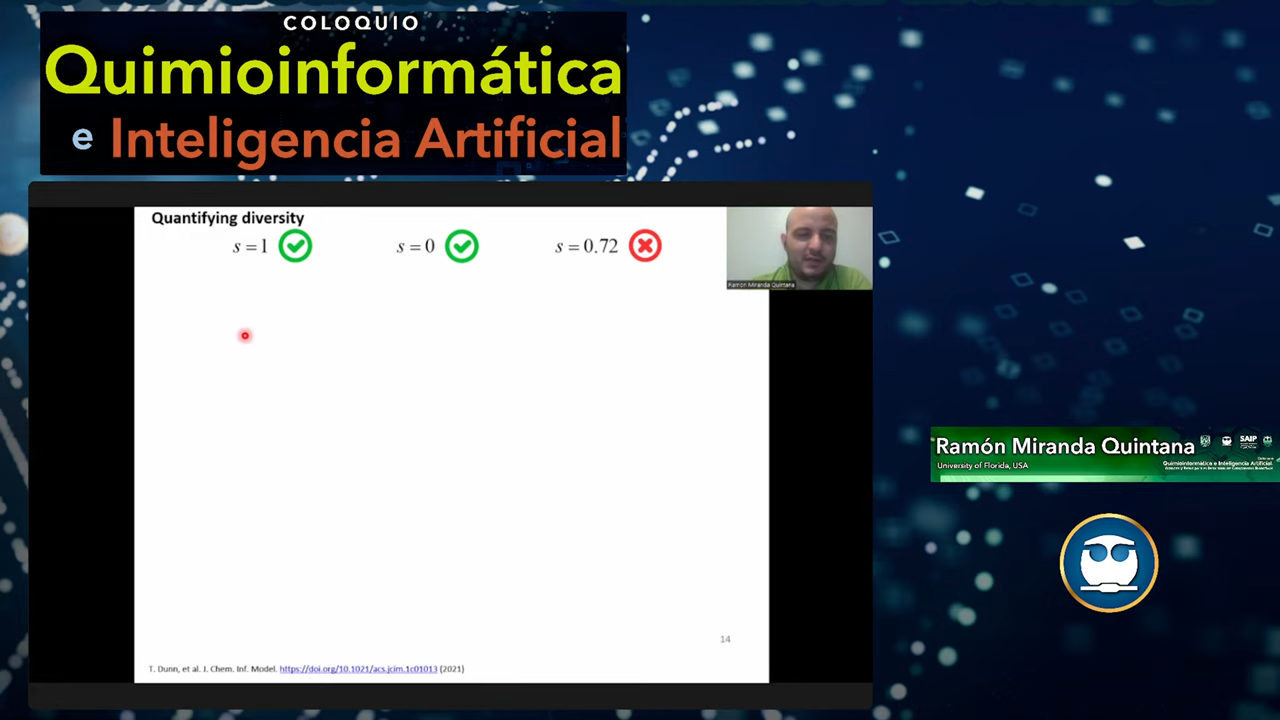 COLOQUIO
Quimioinformática
e Inteligencia Artificial
Quantifying diversity
s = 1
s = 0
s = 0.72
Ramón Miranda Quintana
14
T. Dunn, et al. J. Chem. Inf. Model. https://doi.org/10.1021/acs.jcim.1c01013 (2021)
Ramón Miranda Quintana
SAIP
University of Florida, USA
Quimioinformática e Inteligencia Artificial